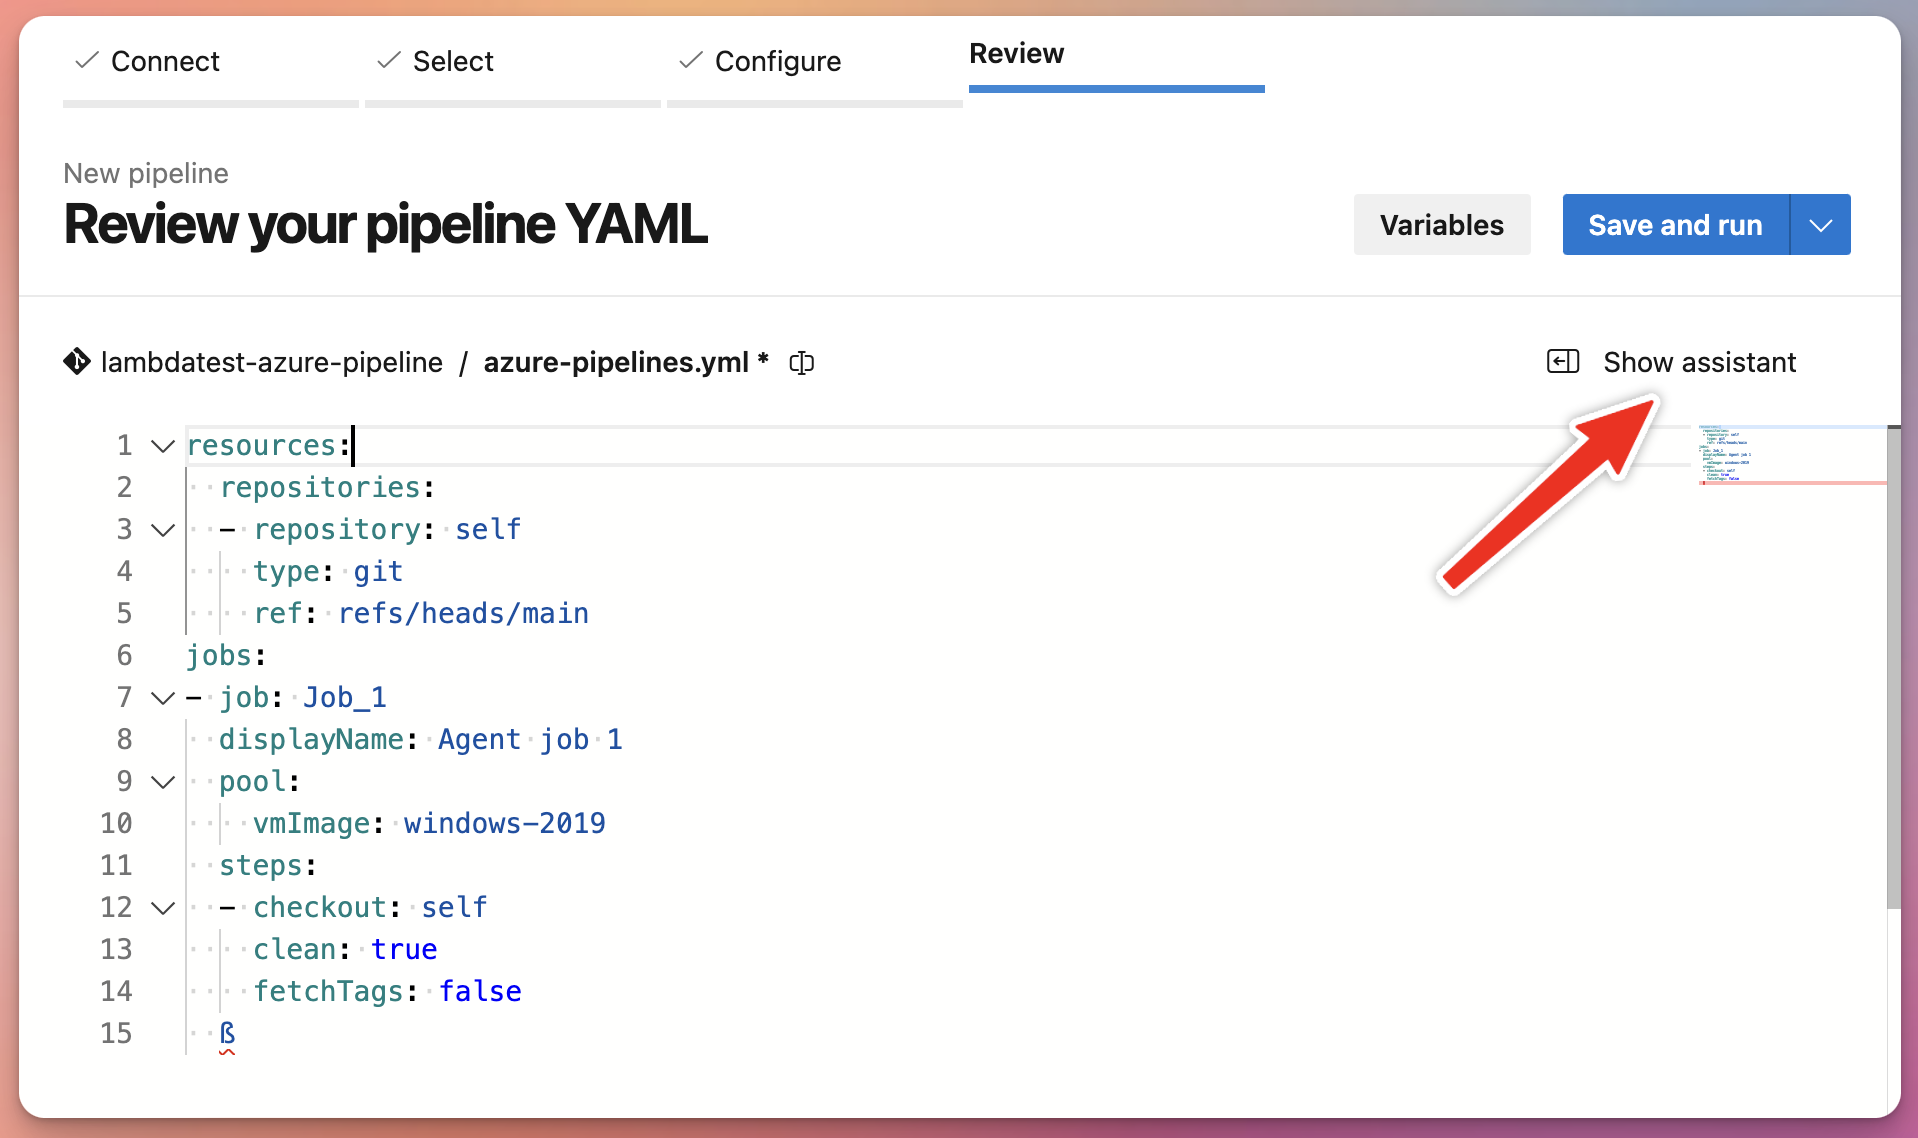 Connect
Select
Configure
Review
New pipeline
Review your pipeline YAML
Variables
Save and run
lambdatest-azure-pipeline / azure-pipelines.yml *
Show assistant
1 resources:
2 repositories:
3 - repository: self
4 type: git
5 ref: refs/heads/main
6 jobs:
7 - job: Job_1
8 displayName: Agent job 1
9 pool:
10 vmImage: windows-2019
11 steps:
12 - checkout: self
13 clean: true
14 fetchTags: false
15 ß